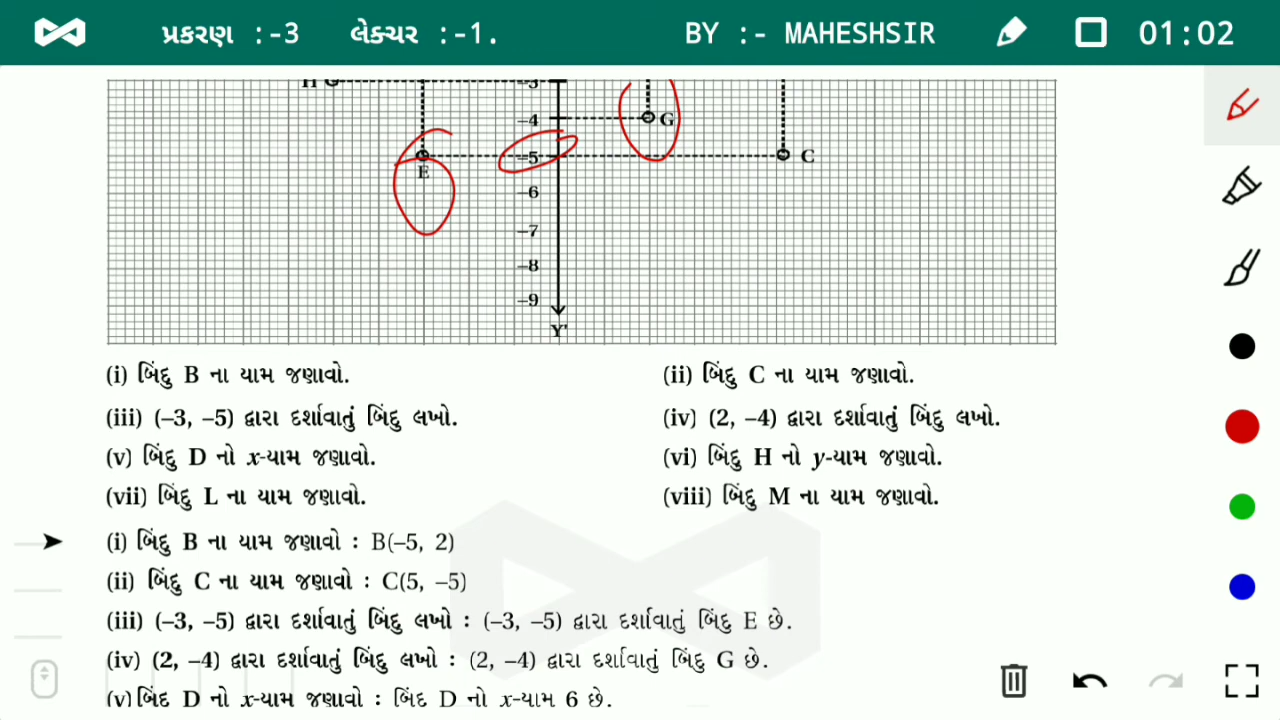 પ્રકરણ :-3 લેક્ચર :-1. BY :- MAHESHSIR 01:02
H -3
-4 G
-5 C
E
-6
-7
-8
-9
Y'
(i) બિંદુ B ના યામ જણાવો. (ii) બિંદુ C ના યામ જણાવો.
(iii) (–3, –5) દ્વારા દર્શાવાતું બિંદુ લખો. (iv) (2, –4) દ્વારા દર્શાવાતું બિંદુ લખો.
(v) બિંદુ D નો x-યામ જણાવો. (vi) બિંદુ H નો y-યામ જણાવો.
(vii) બિંદુ L ના યામ જણાવો. (viii) બિંદુ M ના યામ જણાવો.
(i) બિંદુ B ના યામ જણાવો : B(–5, 2)
(ii) બિંદુ C ના યામ જણાવો : C(5, –5)
(iii) (–3, –5) દ્વારા દર્શાવાતું બિંદુ લખો : (–3, –5) દ્વારા દર્શાવાતું બિંદુ E છે.
(iv) (2, –4) દ્વારા દર્શાવાતું બિંદુ લખો : (2, –4) દ્વારા દર્શાવાતું બિંદુ G છે.
(v) બિંદુ D નો x-યામ જણાવો : બિંદુ D નો x-યામ 6 છે.